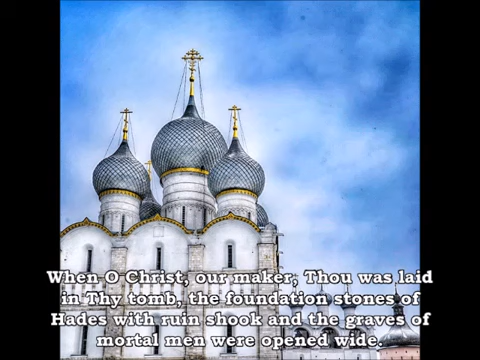 When O Christ, our maker, Thou was laid
in Thy tomb, the foundation stones of
Hades with ruin shook and the graves of
mortal men were opened wide.